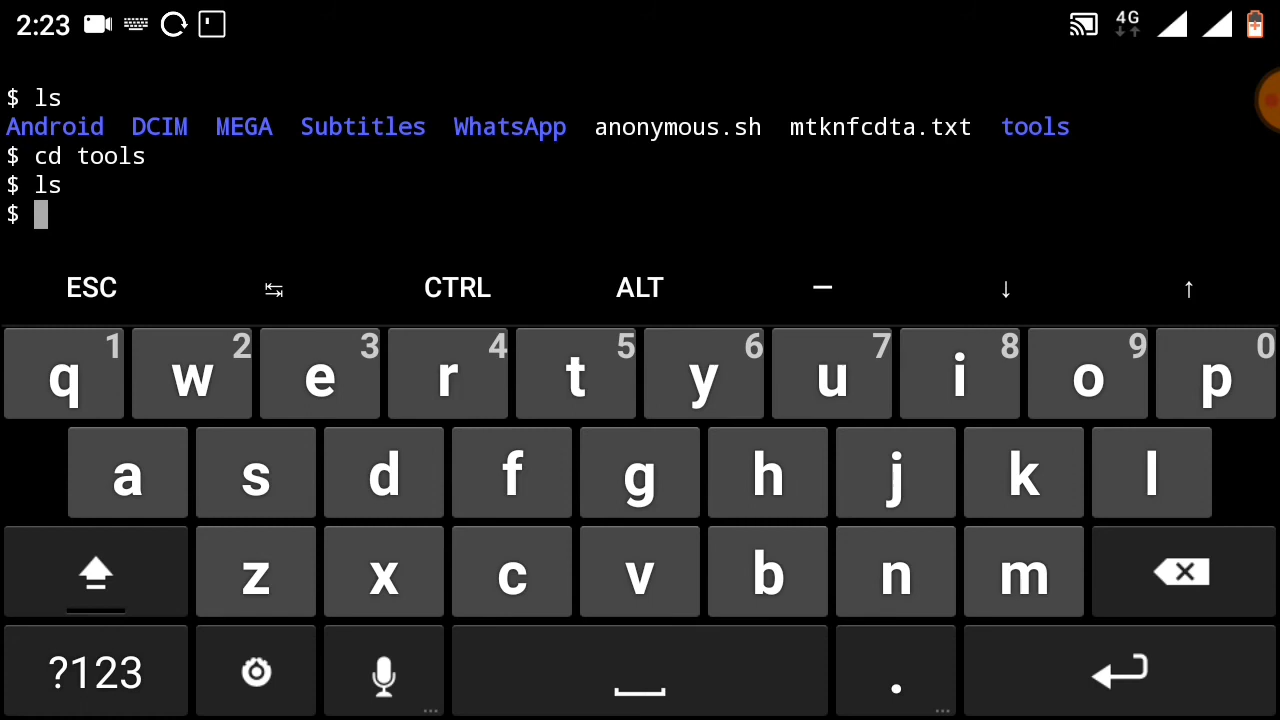 2:23 4G
$ ls
Android DCIM MEGA Subtitles WhatsApp anonymous.sh mtknfcdta.txt tools
$ cd tools
$ ls
$
ESC ↹ CTRL ALT — ↓ ↑
q 1 w 2 e 3 r 4 t 5 y 6 u 7 i 8 o 9 p 0
a s d f g h j k l
z x c v b n m
?123 ... . ...